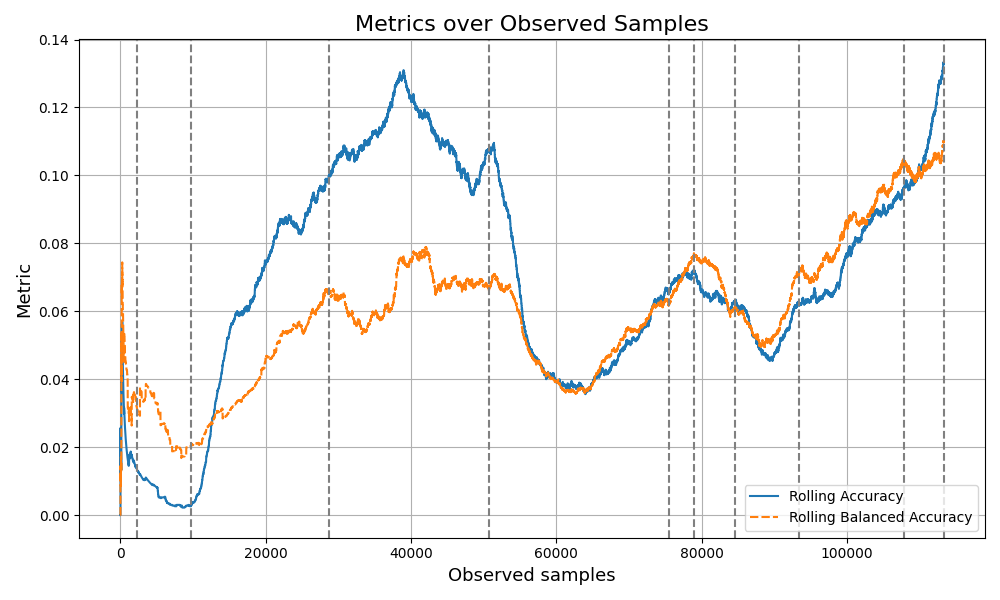 Metrics over Observed Samples
Metric
0.14
0.12
0.10
0.08
0.06
0.04
0.02
0.00
0
20000
40000
60000
80000
100000
Observed samples
Rolling Accuracy
Rolling Balanced Accuracy